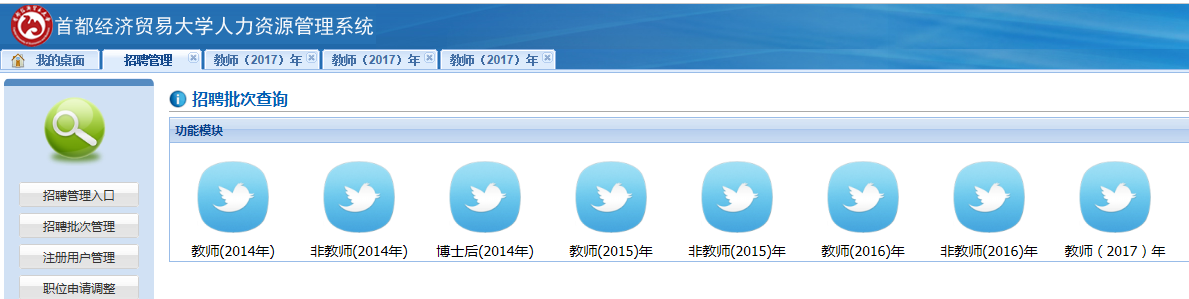 首都经济贸易大学人力资源管理系统
我的桌面 招聘管理 教师（2017）年 教师（2017）年 教师（2017）年
招聘批次查询
功能模块
教师(2014年) 非教师(2014年) 博士后(2014年) 教师(2015)年 非教师(2015)年 教师(2016)年 非教师(2016)年 教师（2017）年
招聘管理入口
招聘批次管理
注册用户管理
职位申请调整